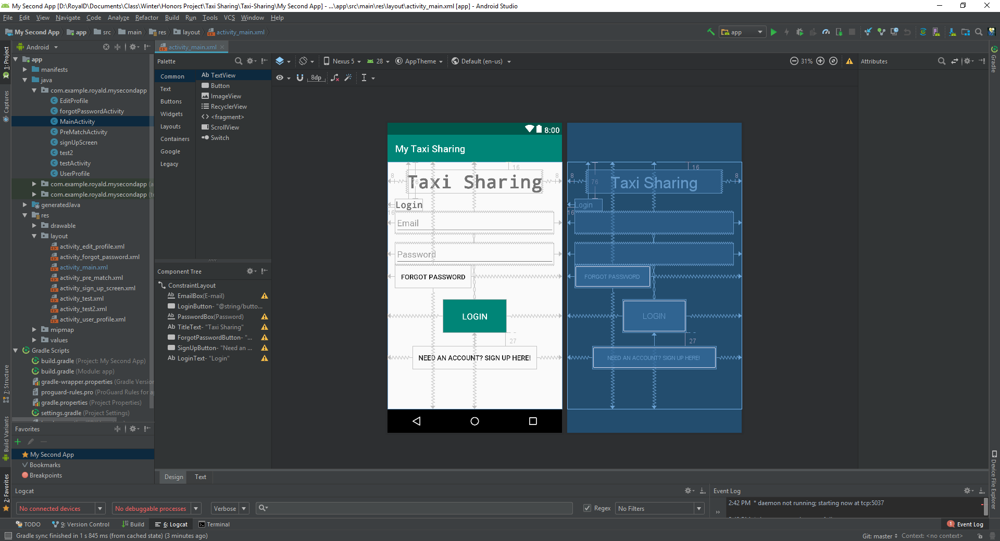 My Second App [D:\RoyalD\Documents\Class\Winter\Honors Project\Taxi Sharing\Taxi-Sharing\My Second App] - ...\app\src\main\res\layout\activity_main.xml [app] - Android Studio
File Edit View Navigate Code Analyze Refactor Build Run Tools VCS Window Help
My Second App app src main res layout activity_main.xml
app
1: Project
Captures
7: Structure
Build Variants
2: Favorites
Android
app
manifests
java
com.example.royald.mysecondapp
EditProfile
forgotPasswordActivity
MainActivity
PreMatchActivity
signUpScreen
test2
testActivity
UserProfile
com.example.royald.mysecondapp (a
com.example.royald.mysecondapp (te
generatedJava
res
drawable
layout
activity_edit_profile.xml
activity_forgot_password.xml
activity_main.xml
activity_pre_match.xml
activity_sign_up_screen.xml
activity_test.xml
activity_test2.xml
activity_user_profile.xml
mipmap
values
Gradle Scripts
build.gradle (Project: My Second App)
build.gradle (Module: app)
gradle-wrapper.properties (Gradle Version
proguard-rules.pro (ProGuard Rules for ap
gradle.properties (Project Properties)
settings.gradle (Project Settings)
Favorites
My Second App
Bookmarks
Breakpoints
activity_main.xml
Palette
Common
Text
Buttons
Widgets
Layouts
Containers
Google
Legacy
Ab TextView
Button
ImageView
RecyclerView
<fragment>
ScrollView
Switch
Component Tree
ConstraintLayout
Ab EmailBox(E-mail)
LoginButton- "@string/butto...
Ab PasswordBox(Password)
Ab TitleText- "Taxi Sharing"
ForgotPasswordButton- "...
SignUpButton- "Need an ...
Ab LoginText- "Login"
Nexus 5 28 AppTheme Default (en-us) 31%
8dp
Attributes
8:00
My Taxi Sharing
16
8 8
76
Taxi Sharing
Login
16
Email
Password
FORGOT PASSWORD
LOGIN
27
NEED AN ACCOUNT? SIGN UP HERE!
16
8 8
76
Taxi Sharing
Login
16
FORGOT PASSWORD
LOGIN
27
NEED AN ACCOUNT? SIGN UP HERE!
Gradle
Device File Explorer
Design Text
Logcat
No connected devices No debuggable processes Verbose Regex No Filters
Event Log
2:42 PM * daemon not running; starting now at tcp:5037
TODO 9: Version Control Build 6: Logcat Terminal 1 Event Log
Gradle sync finished in 1 s 845 ms (from cached state) (3 minutes ago)
Git: master Context: <no context>